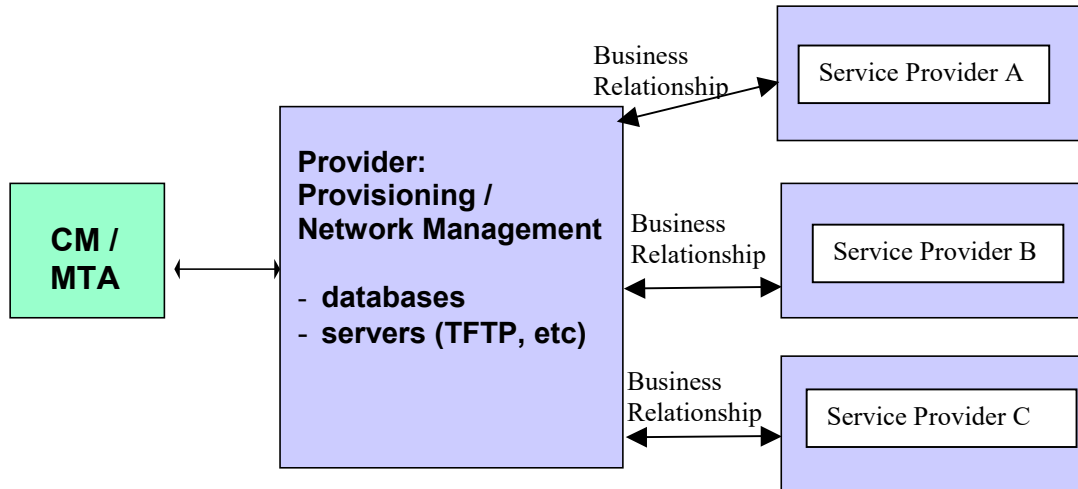 CM /
MTA
Provider:
Provisioning /
Network Management
- databases
- servers (TFTP, etc)
Business
Relationship
Service Provider A
Business
Relationship
Service Provider B
Business
Relationship
Service Provider C